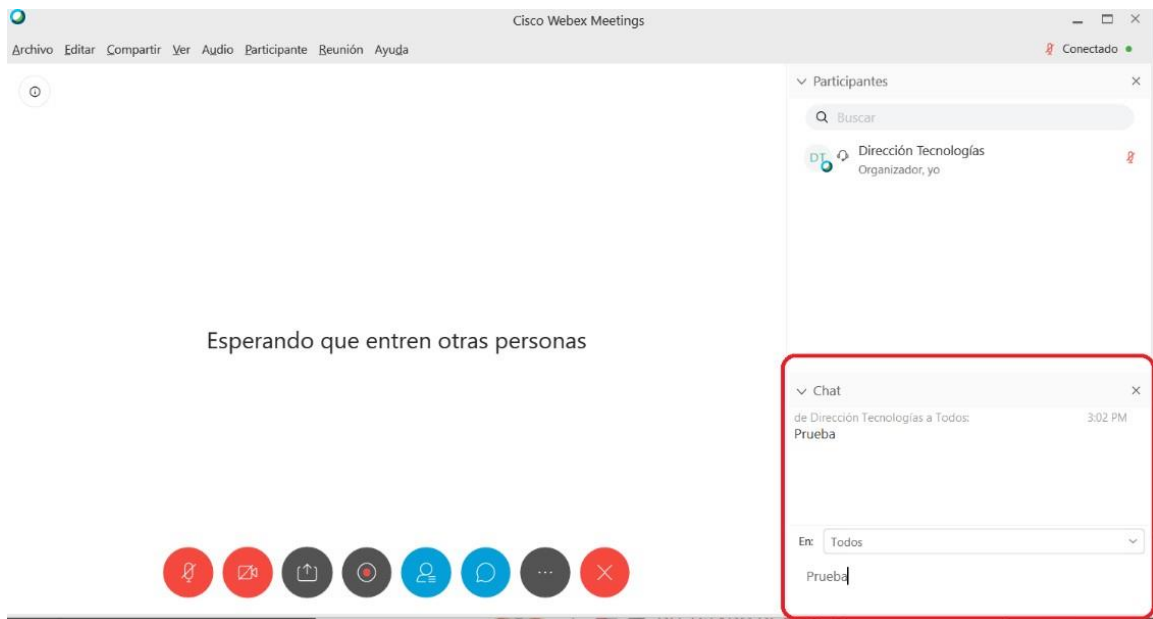 Cisco Webex Meetings
Archivo Editar Compartir Ver Audio Participante Reunión Ayuda
Conectado
Participantes
Buscar
DT
Dirección Tecnologías
Organizador, yo
Esperando que entren otras personas
Chat
de Dirección Tecnologías a Todos: 3:02 PM
Prueba
En: Todos
Prueba